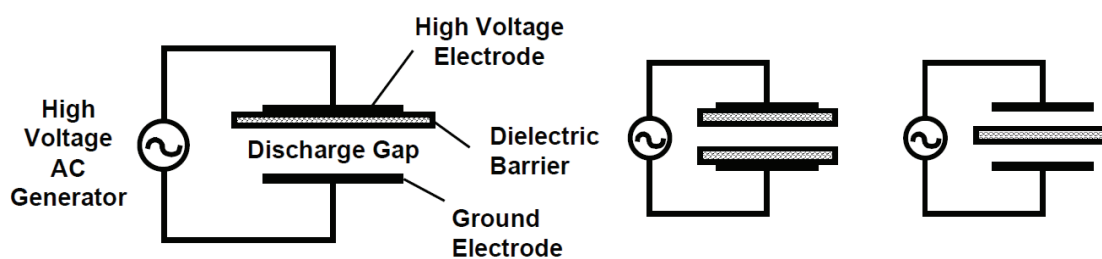 High Voltage
Electrode
High
Voltage
AC
Generator
Discharge Gap
Dielectric
Barrier
Ground
Electrode